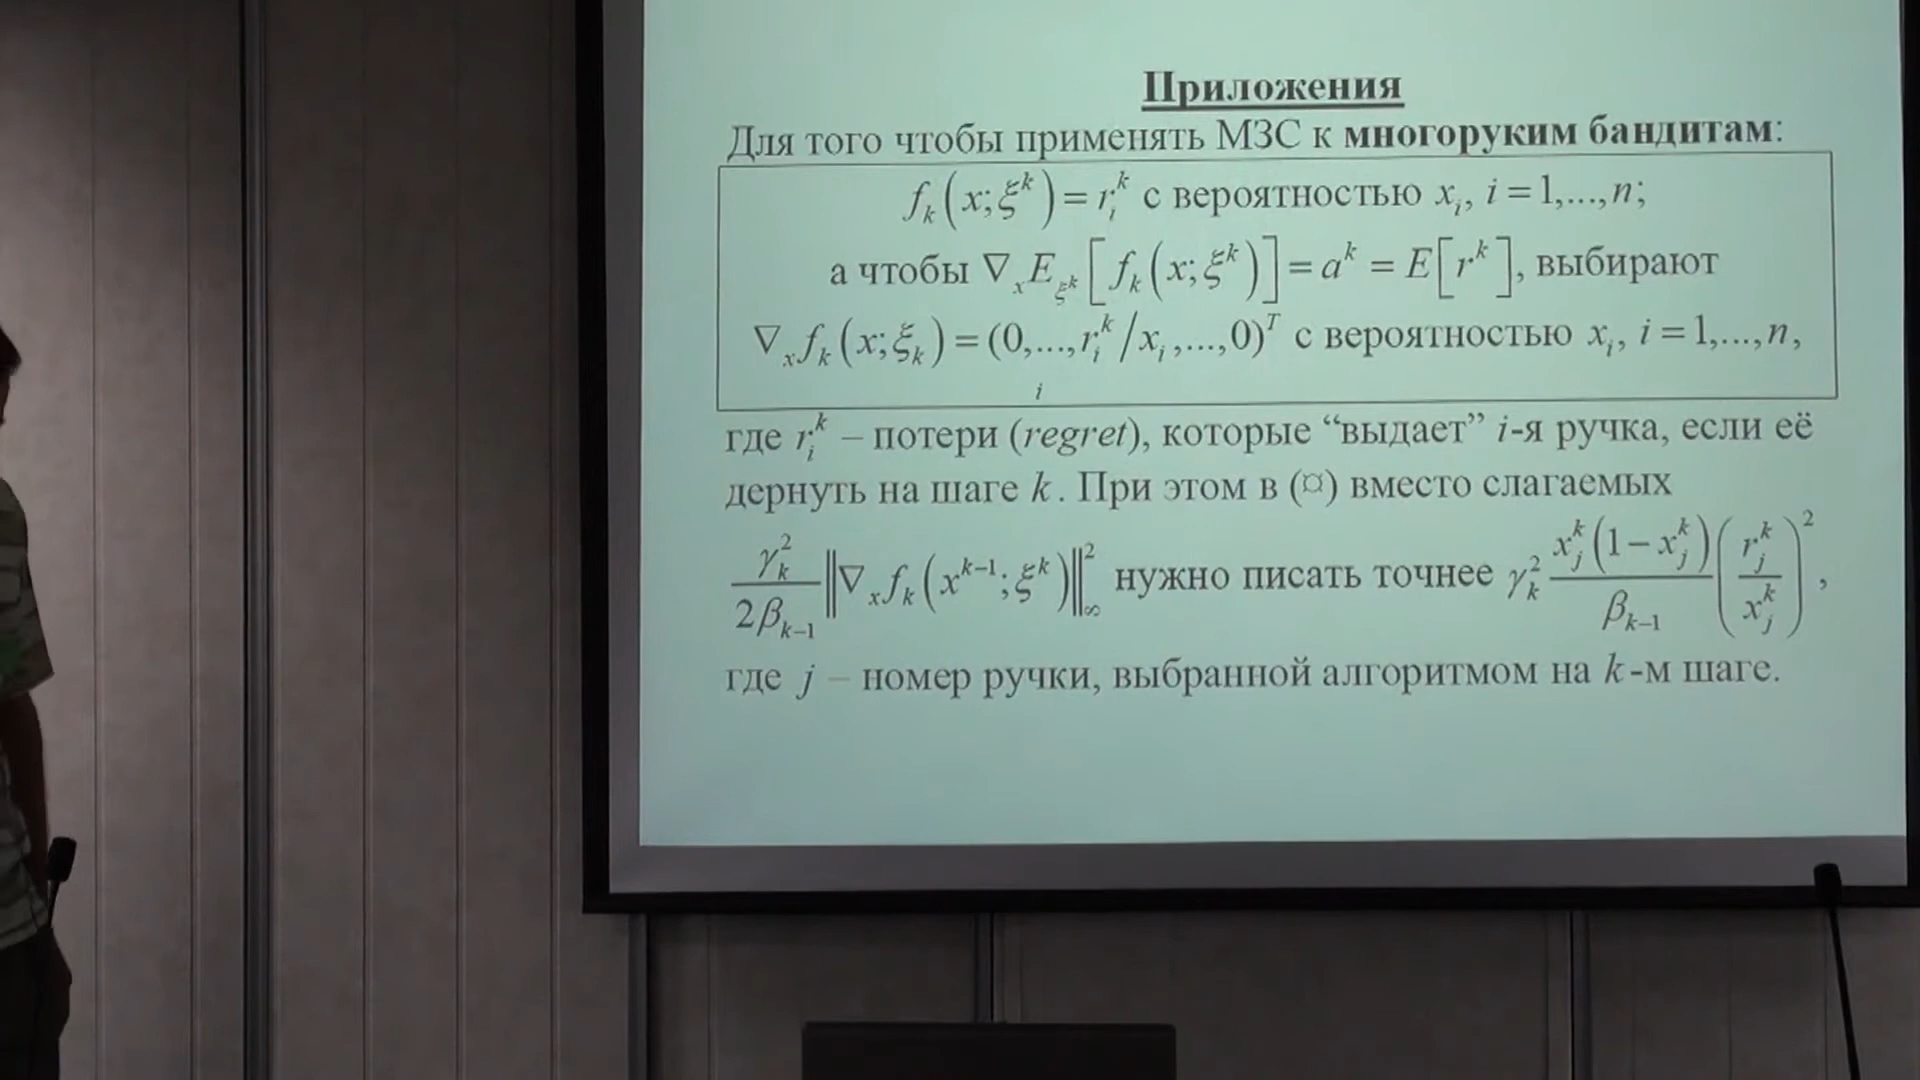 Приложения
Для того чтобы применять МЗС к многоруким бандитам:
f_k(x; ξ^k) = r_i^k с вероятностью x_i, i = 1,...,n;
а чтобы ∇_x E_{ξ^k}[f_k(x; ξ^k)] = a^k = E[r^k], выбирают
∇_x f_k(x; ξ_k) = (0,..., r_i^k / x_i ,...,0)^T с вероятностью x_i, i = 1,...,n,
i
где r_i^k – потери (regret), которые “выдает” i-я ручка, если её
дернуть на шаге k. При этом в (¤) вместо слагаемых
γ_k^2 / (2β_{k−1}) ‖∇_x f_k(x^{k−1}; ξ^k)‖_∞^2 нужно писать точнее γ_k^2 (x_j^k (1 − x_j^k) / β_{k−1}) (r_j^k / x_j^k)^2,
где j – номер ручки, выбранной алгоритмом на k-м шаге.